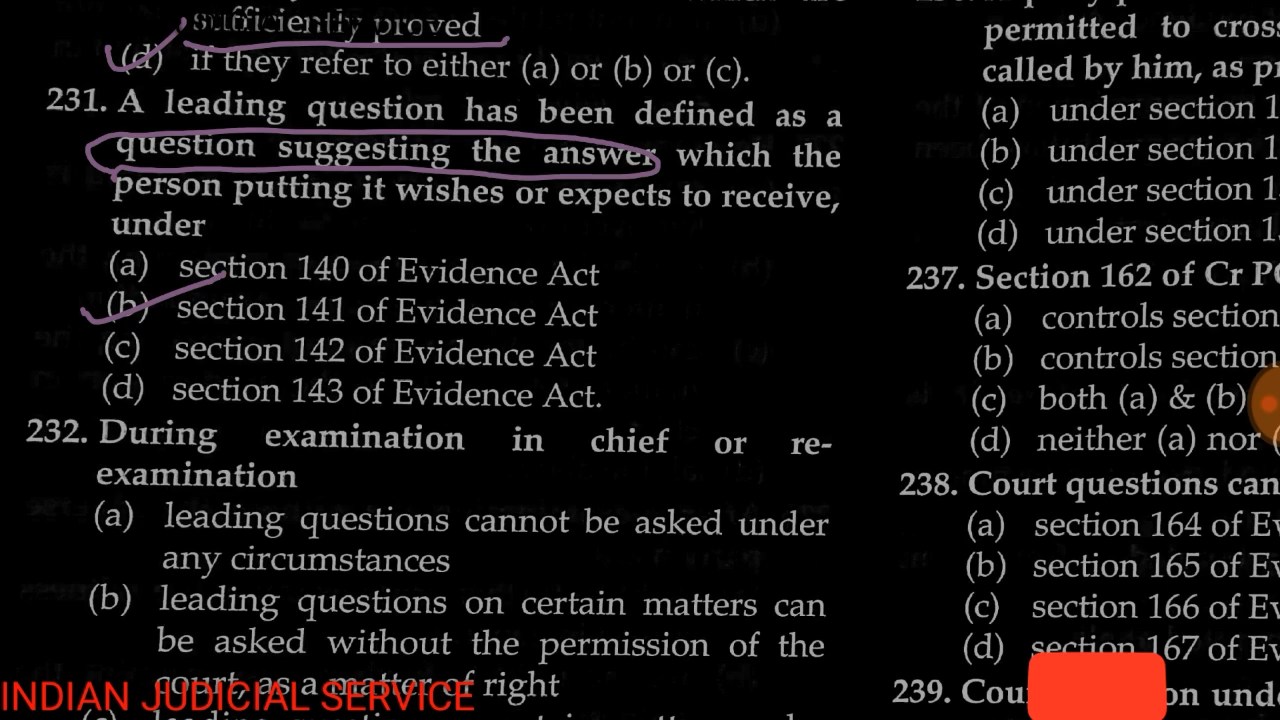 sufficiently proved
(d) if they refer to either (a) or (b) or (c).
231. A leading question has been defined as a
question suggesting the answer which the
person putting it wishes or expects to receive,
under
(a) section 140 of Evidence Act
(b) section 141 of Evidence Act
(c) section 142 of Evidence Act
(d) section 143 of Evidence Act.
232. During examination in chief or re-
examination
(a) leading questions cannot be asked under
any circumstances
(b) leading questions on certain matters can
be asked without the permission of the
court, as a matter of right
INDIAN JUDICIAL SERVICE
permitted to cross
called by him, as pr
(a) under section 1
(b) under section 1
(c) under section 1
(d) under section 1
237. Section 162 of Cr PC
(a) controls section
(b) controls section
(c) both (a) & (b)
(d) neither (a) nor (
238. Court questions can
(a) section 164 of Ev
(b) section 165 of Ev
(c) section 166 of Ev
(d) section 167 of Ev
239. Cou on unde